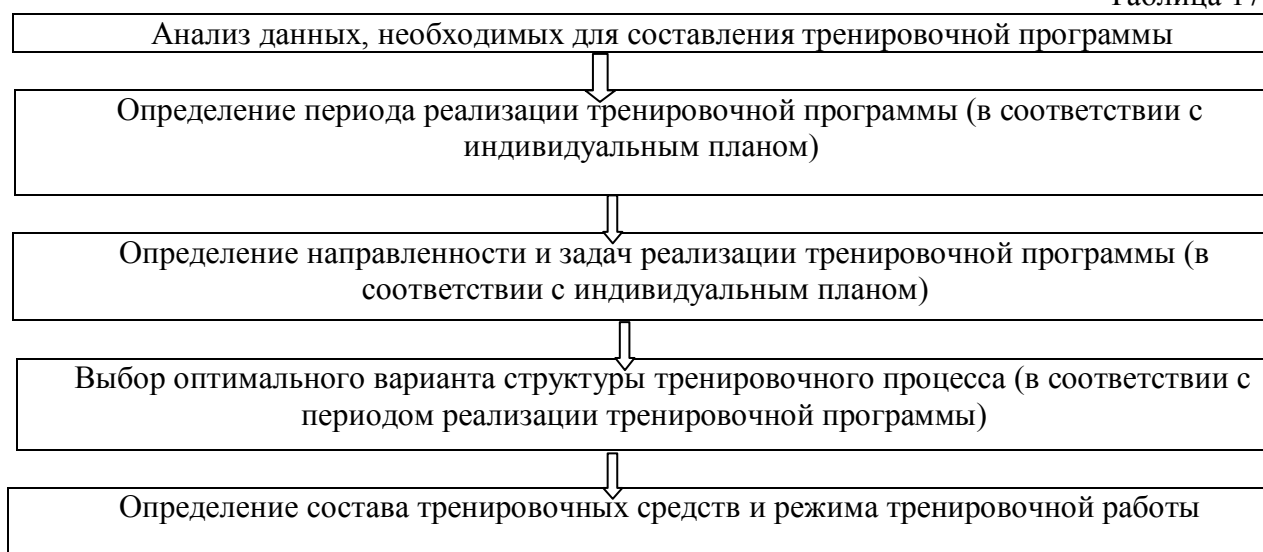 Таблица 17
Анализ данных, необходимых для составления тренировочной программы
Определение периода реализации тренировочной программы (в соответствии с
индивидуальным планом)
Определение направленности и задач реализации тренировочной программы (в
соответствии с индивидуальным планом)
Выбор оптимального варианта структуры тренировочного процесса (в соответствии с
периодом реализации тренировочной программы)
Определение состава тренировочных средств и режима тренировочной работы